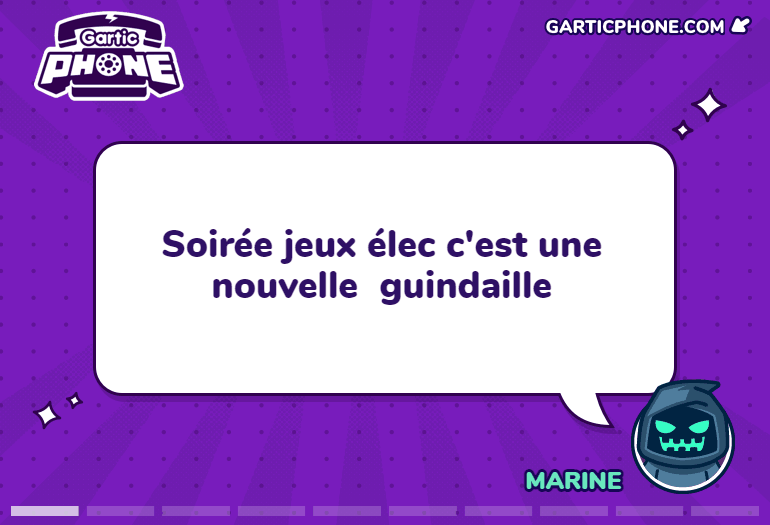 Gartic
PHONE
GARTICPHONE.COM
Soirée jeux élec c'est une
nouvelle  guindaille
MARINE